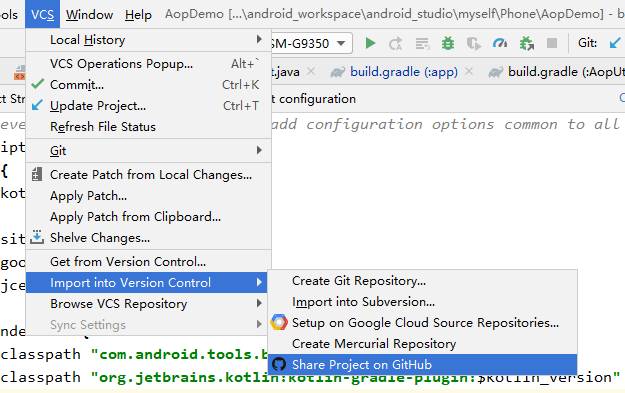 ols VCS Window Help AopDemo [...\android_workspace\android_studio\myself\Phone\AopDemo] - b
Local History SM-G9350 Git:
VCS Operations Popup... Alt+` t.java build.gradle (:app) build.gradle (:AopUt
Commit... Ctrl+K
Update Project... Ctrl+T ct Str t configuration
Refresh File Status eve add configuration options common to all
Git ipt
{
Create Patch from Local Changes...
kot
Apply Patch...
Apply Patch from Clipboard...
Shelve Changes... sit
Get from Version Control... goo
Import into Version Control jce
Create Git Repository...
Browse VCS Repository Import into Subversion...
Sync Settings nde { Setup on Google Cloud Source Repositories...
Create Mercurial Repository
classpath "com.android.tools.b
Share Project on GitHub
classpath "org.jetbrains.kotlin:kotlin-gradle-plugin:$kotlin_version"